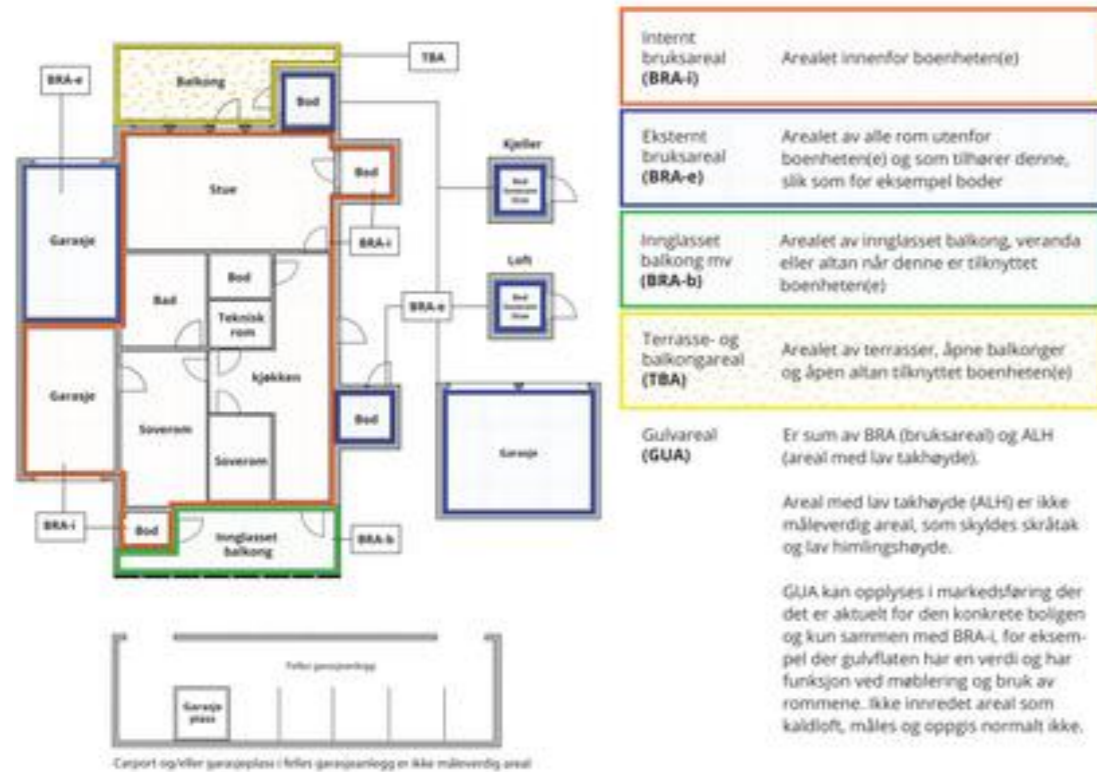 TBA
BRA-e
Balkong
Bod
Kjeller
Bod
Stue
Bod
Garasje
BRA-i
Loft
Bod
Bad
BRA-e
Bod
Teknisk
rom
kjøkken
Garasje
Bod
Soverom
Garasje
Soverom
BRA-i
Bod
Innglasset
balkong
BRA-b
Felles garasjeanlegg
Garasje
plass
Carport og/eller garasjeplass i felles garasjeanlegg er ikke måleverdig areal
Internt
bruksareal
(BRA-i)
Arealet innenfor boenheten(e)
Eksternt
bruksareal
(BRA-e)
Arealet av alle rom utenfor
boenheten(e) og som tilhører denne,
slik som for eksempel boder
Innglasset
balkong mv
(BRA-b)
Arealet av innglasset balkong, veranda
eller altan når denne er tilknyttet
boenheten(e)
Terrasse- og
balkongareal
(TBA)
Arealet av terrasser, åpne balkonger
og åpen altan tilknyttet boenheten(e)
Gulvareal
(GUA)
Er sum av BRA (bruksareal) og ALH
(areal med lav takhøyde).
Areal med lav takhøyde (ALH) er ikke
måleverdig areal, som skyldes skråtak
og lav himlingshøyde.
GUA kan opplyses i markedsføring der
det er aktuelt for den konkrete boligen
og kun sammen med BRA-i, for eksem-
pel der gulvflaten har en verdi og har
funksjon ved møblering og bruk av
rommene. Ikke innredet areal som
kaldloft, måles og oppgis normalt ikke.